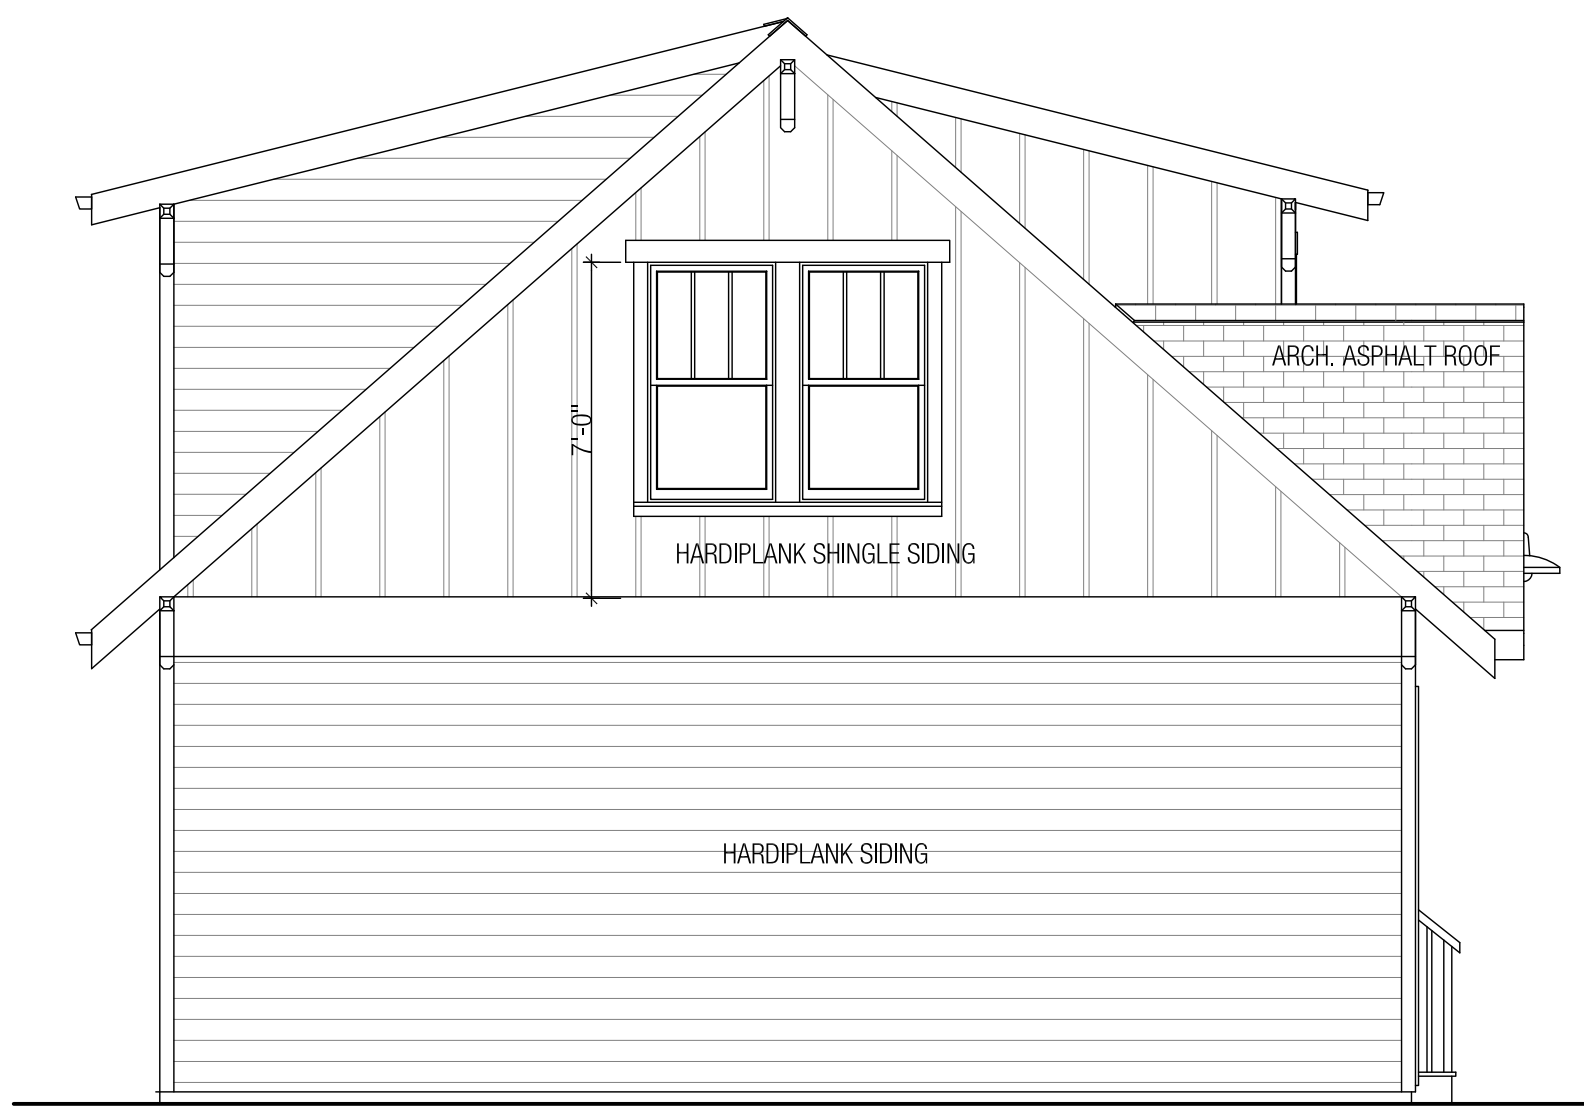 ARCH. ASPHALT ROOF
7'-0"
HARDIPLANK SHINGLE SIDING
HARDIPLANK SIDING